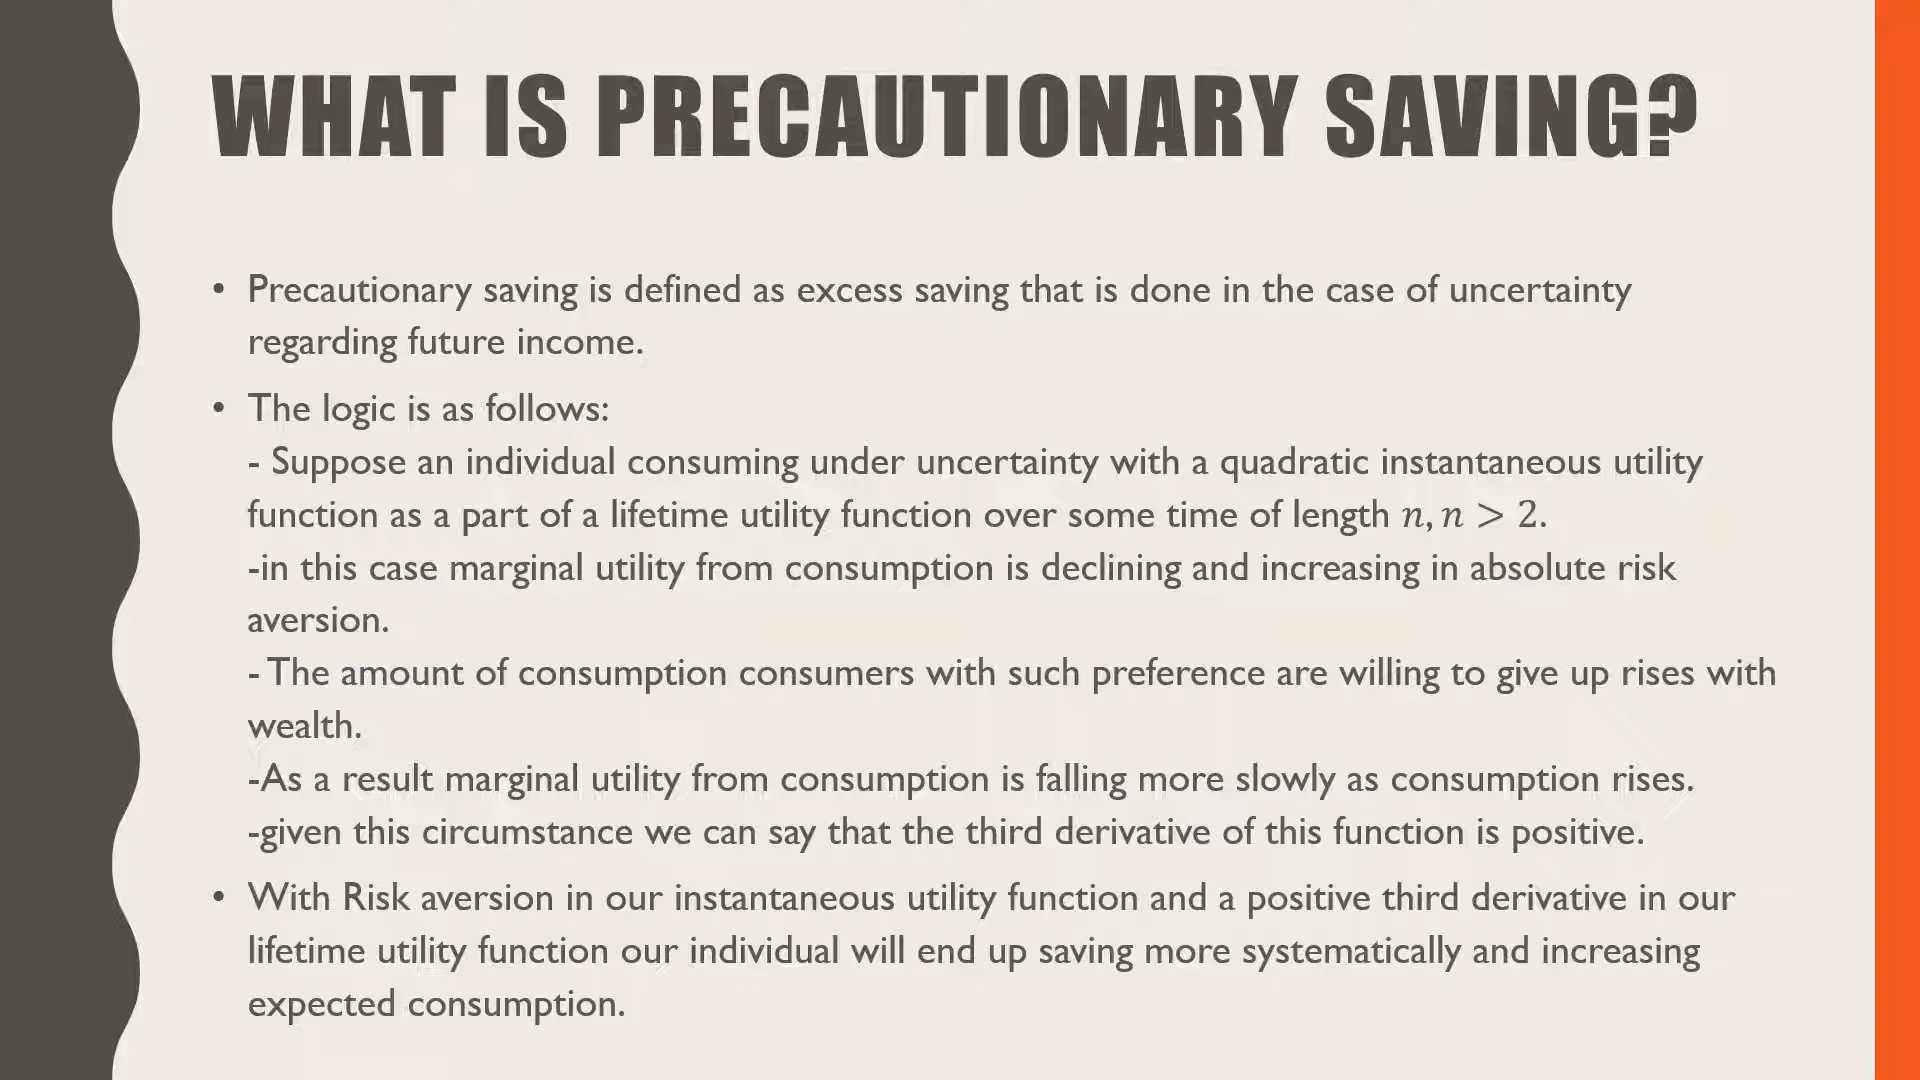 WHAT IS PRECAUTIONARY SAVING?
• Precautionary saving is defined as excess saving that is done in the case of uncertainty
regarding future income.
• The logic is as follows:
- Suppose an individual consuming under uncertainty with a quadratic instantaneous utility
function as a part of a lifetime utility function over some time of length n, n > 2.
-in this case marginal utility from consumption is declining and increasing in absolute risk
aversion.
- The amount of consumption consumers with such preference are willing to give up rises with
wealth.
-As a result marginal utility from consumption is falling more slowly as consumption rises.
-given this circumstance we can say that the third derivative of this function is positive.
• With Risk aversion in our instantaneous utility function and a positive third derivative in our
lifetime utility function our individual will end up saving more systematically and increasing
expected consumption.